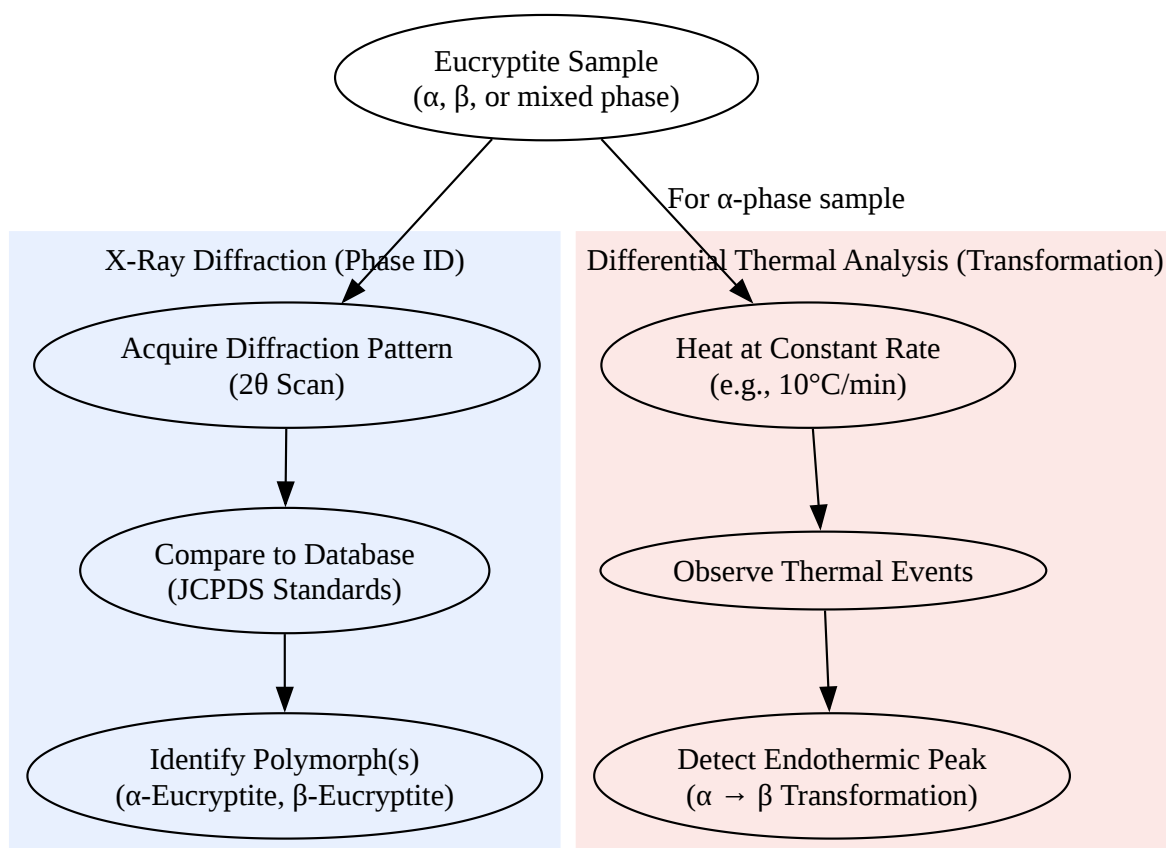 Eucryptite Sample
(α, β, or mixed phase)
For α-phase sample
X-Ray Diffraction (Phase ID)
Acquire Diffraction Pattern
(2θ Scan)
Compare to Database
(JCPDS Standards)
Identify Polymorph(s)
(α-Eucryptite, β-Eucryptite)
Differential Thermal Analysis (Transformation)
Heat at Constant Rate
(e.g., 10°C/min)
Observe Thermal Events
Detect Endothermic Peak
(α → β Transformation)